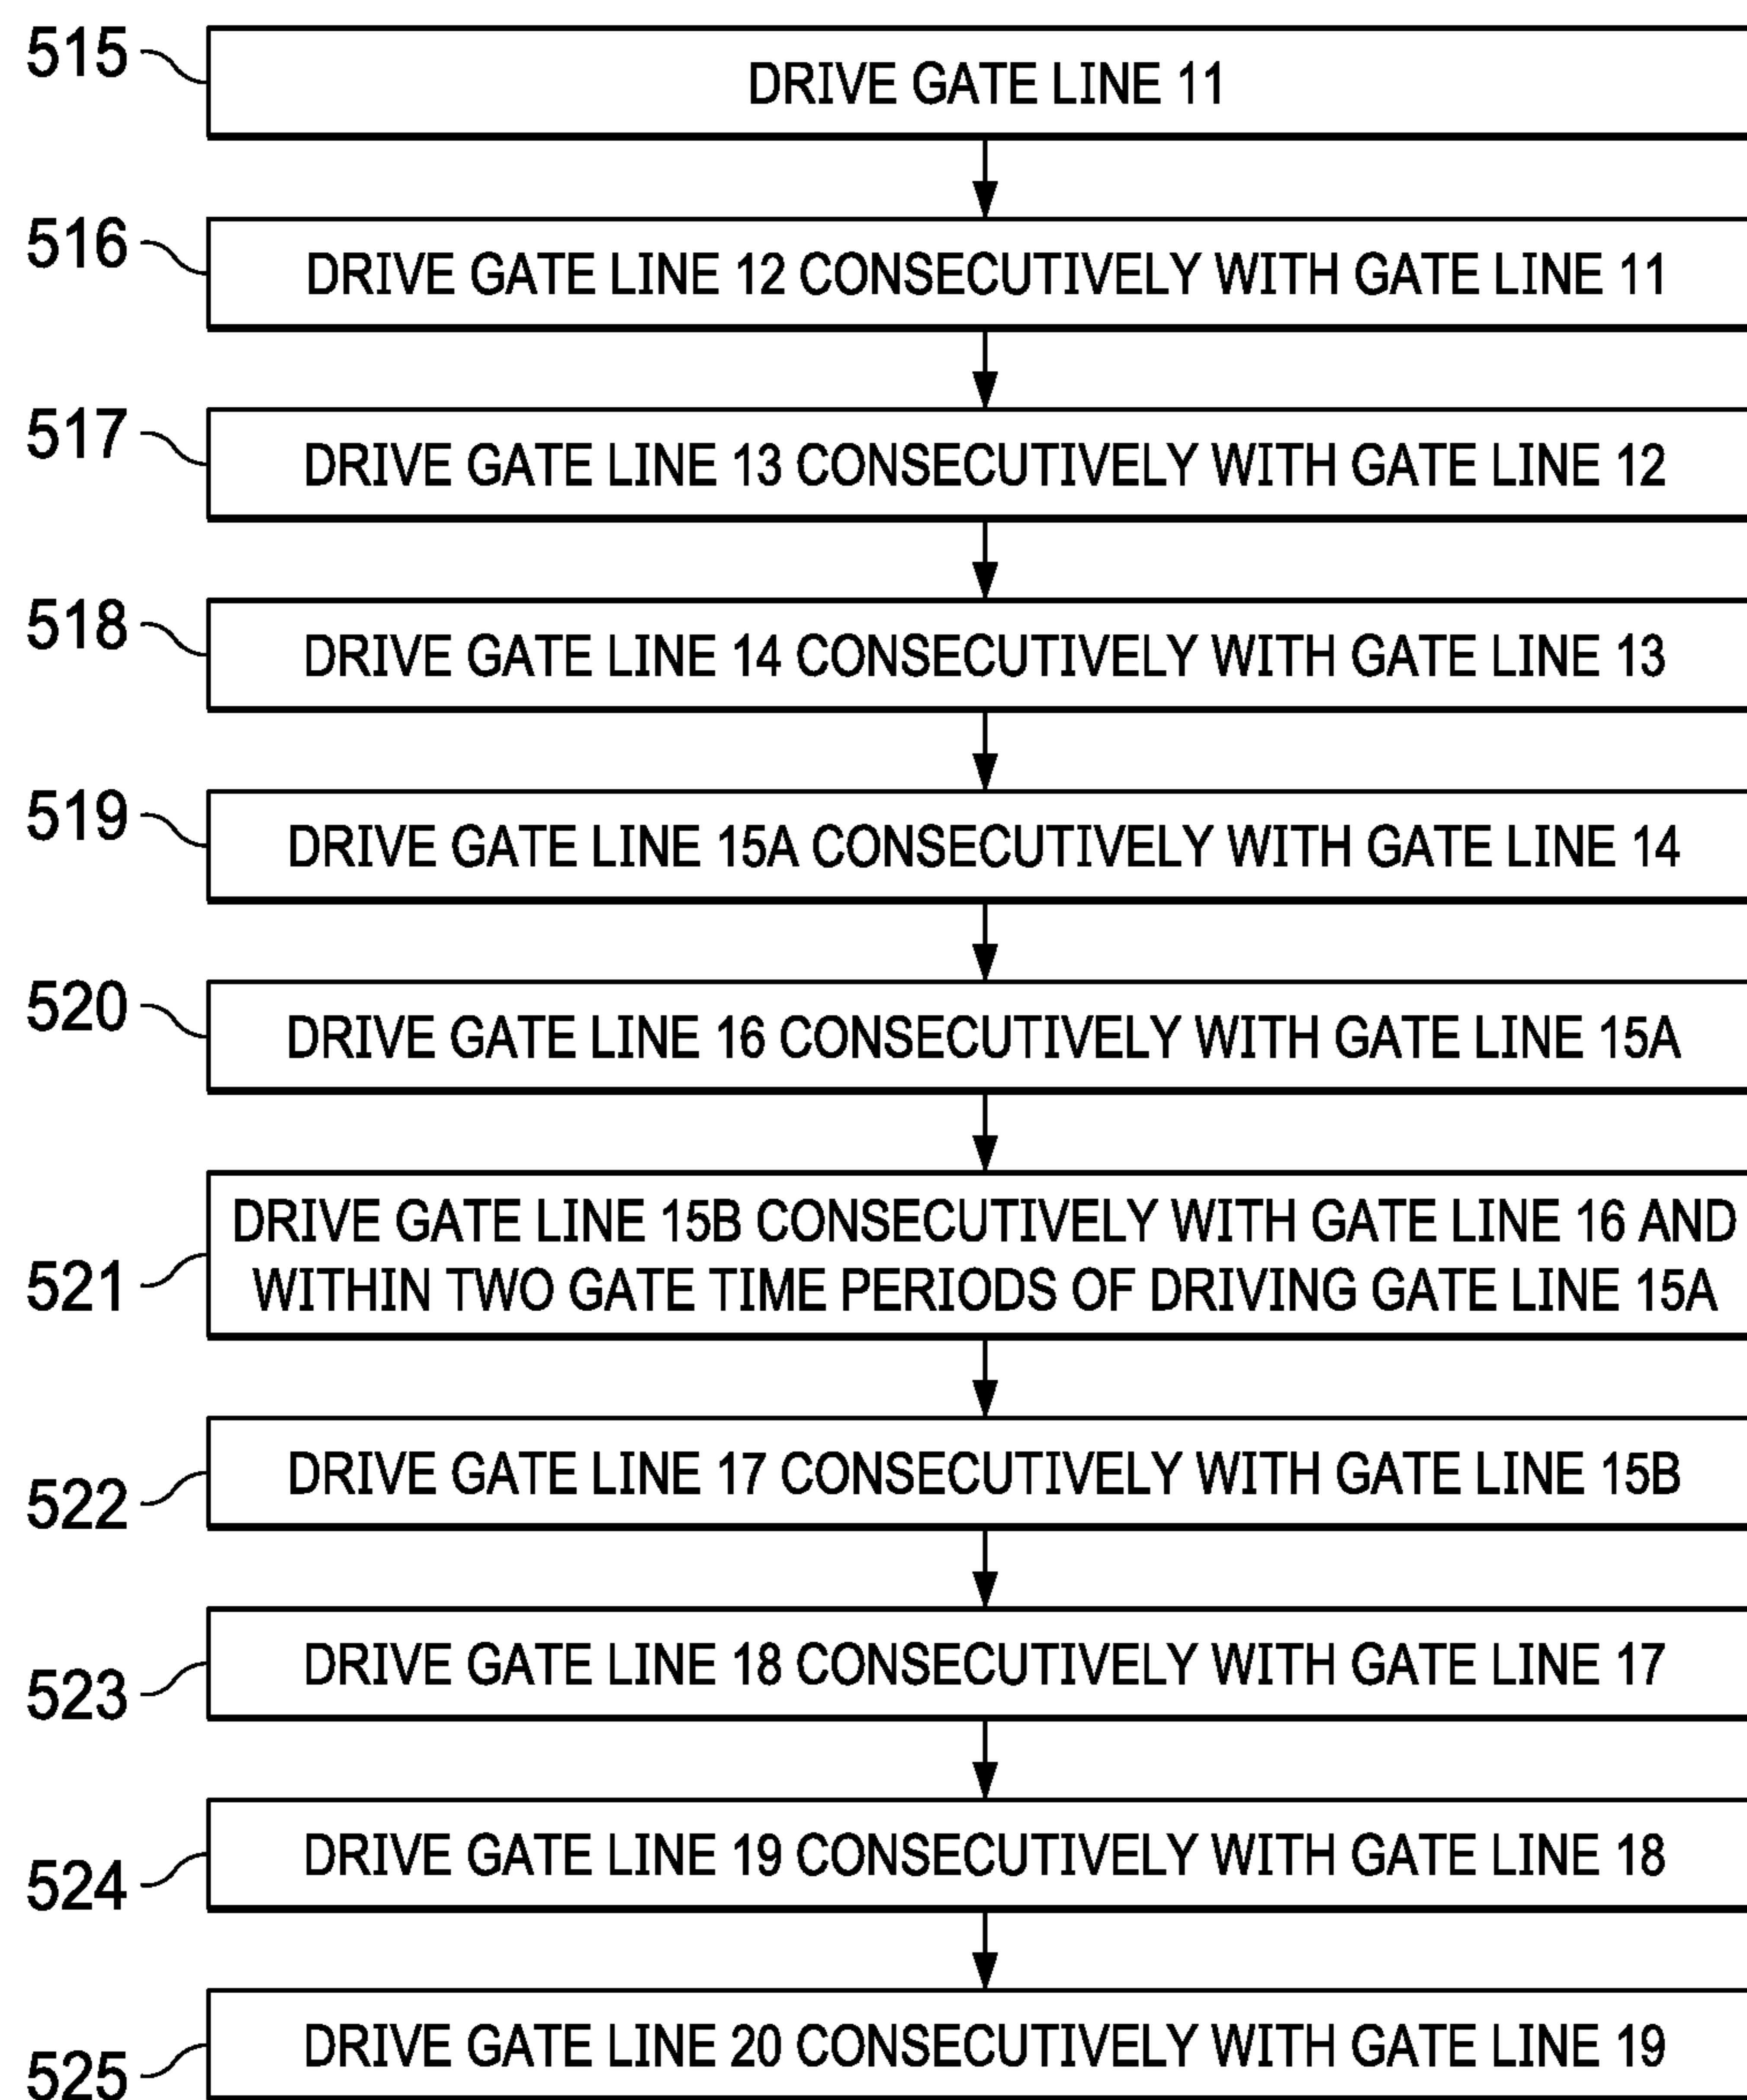 515
DRIVE GATE LINE 11
516
DRIVE GATE LINE 12 CONSECUTIVELY WITH GATE LINE 11
517
DRIVE GATE LINE 13 CONSECUTIVELY WITH GATE LINE 12
518
DRIVE GATE LINE 14 CONSECUTIVELY WITH GATE LINE 13
519
DRIVE GATE LINE 15A CONSECUTIVELY WITH GATE LINE 14
520
DRIVE GATE LINE 16 CONSECUTIVELY WITH GATE LINE 15A
521
DRIVE GATE LINE 15B CONSECUTIVELY WITH GATE LINE 16 AND
WITHIN TWO GATE TIME PERIODS OF DRIVING GATE LINE 15A
522
DRIVE GATE LINE 17 CONSECUTIVELY WITH GATE LINE 15B
523
DRIVE GATE LINE 18 CONSECUTIVELY WITH GATE LINE 17
524
DRIVE GATE LINE 19 CONSECUTIVELY WITH GATE LINE 18
525
DRIVE GATE LINE 20 CONSECUTIVELY WITH GATE LINE 19